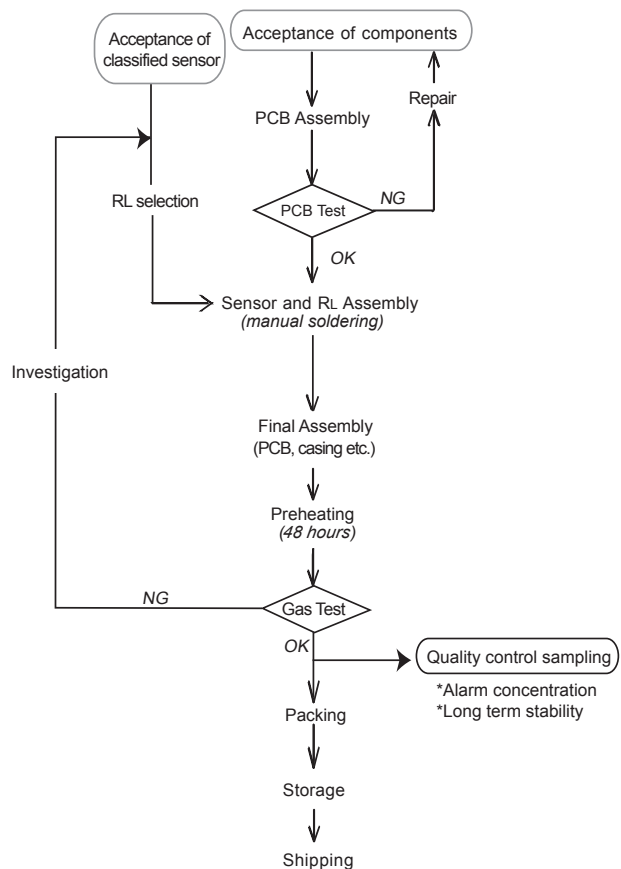 Acceptance of
classified sensor
Acceptance of components
Repair
PCB Assembly
RL selection
PCB Test
NG
OK
Sensor and RL Assembly
(manual soldering)
Investigation
Final Assembly
(PCB, casing etc.)
Preheating
(48 hours)
NG
Gas Test
OK
Quality control sampling
*Alarm concentration
*Long term stability
Packing
Storage
Shipping